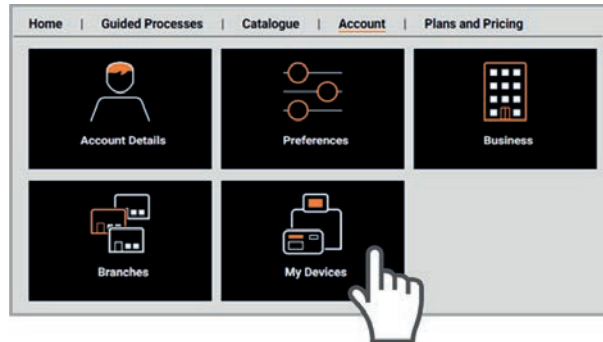 Home | Guided Processes | Catalogue | Account | Plans and Pricing
Account Details
Preferences
Business
Branches
My Devices